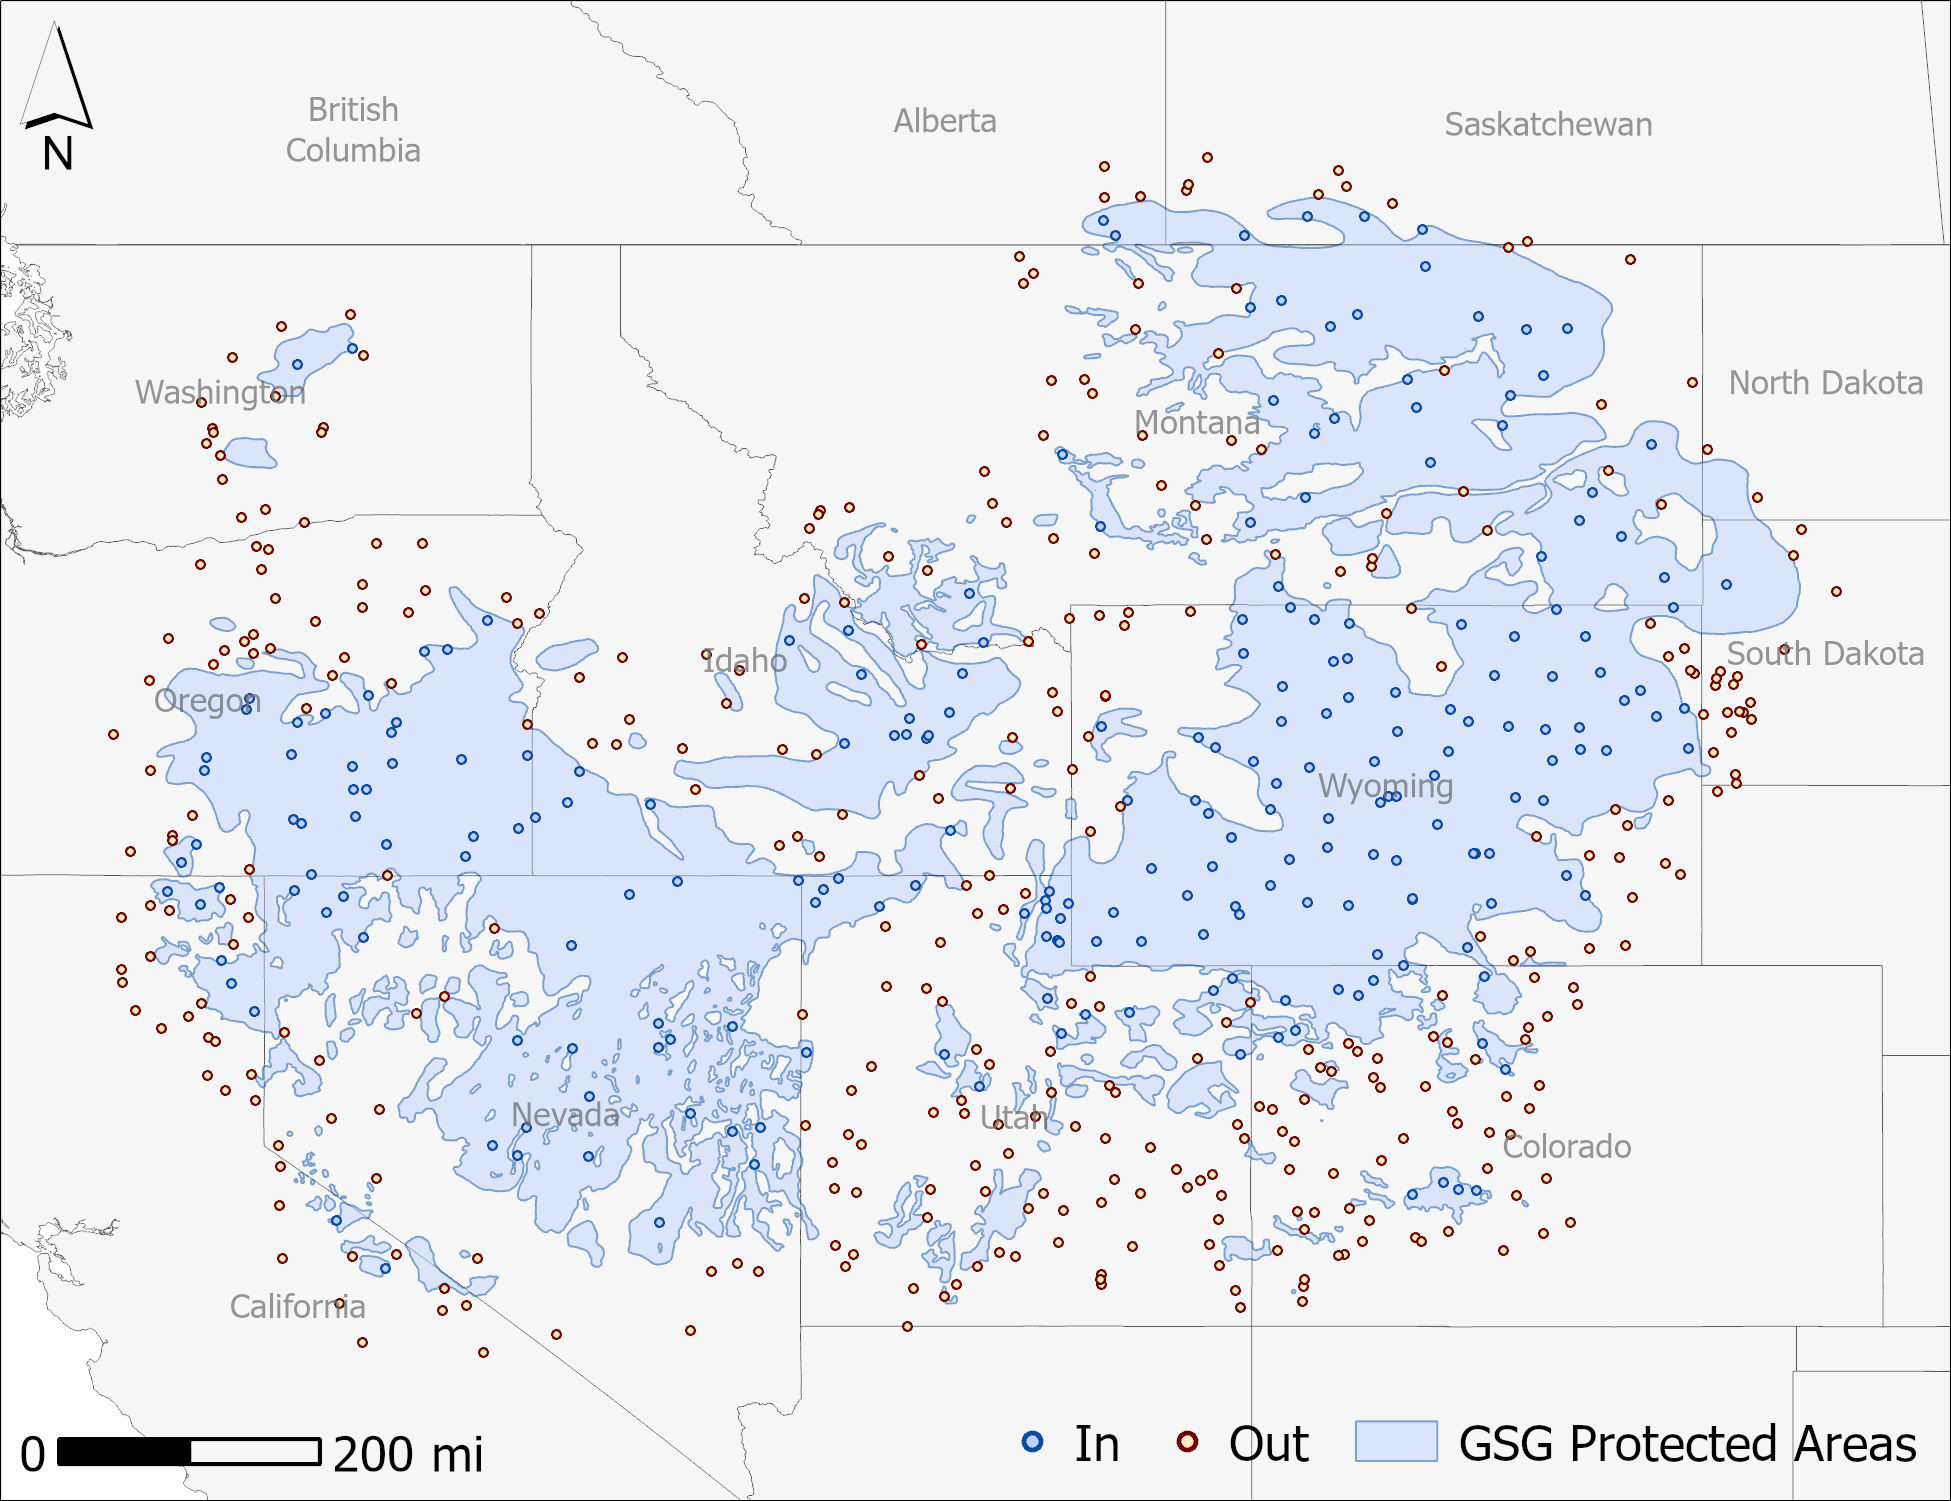 British
Columbia
Alberta
Saskatchewan
N
Washington
North Dakota
Montana
Idaho
South Dakota
Oregon
Wyoming
Nevada
Utah
Colorado
California
0 200 mi
In Out GSG Protected Areas